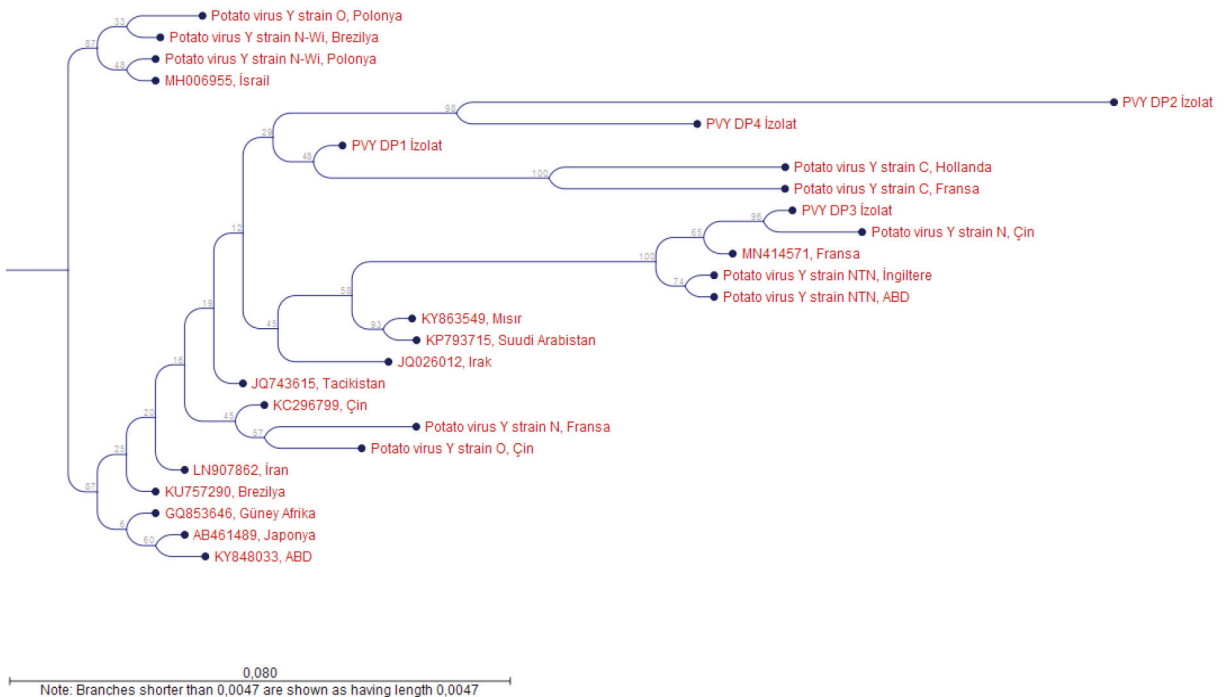 33
Potato virus Y strain O, Polonya
87
Potato virus Y strain N-Wi, Brezilya
48
Potato virus Y strain N-Wi, Polonya
MH006955, İsrail
98
PVY DP2 İzolat
PVY DP4 İzolat
29
PVY DP1 İzolat
48
Potato virus Y strain C, Hollanda
100
Potato virus Y strain C, Fransa
12
96
PVY DP3 İzolat
65
Potato virus Y strain N, Çin
100
MN414571, Fransa
74
Potato virus Y strain NTN, İngiltere
Potato virus Y strain NTN, ABD
58
19
KY863549, Mısır
45
93
KP793715, Suudi Arabistan
JQ026012, Irak
16
JQ743615, Tacikistan
20
45
KC296799, Çin
57
Potato virus Y strain N, Fransa
Potato virus Y strain O, Çin
25
LN907862, İran
87
KU757290, Brezilya
6
GQ853646, Güney Afrika
60
AB461489, Japonya
KY848033, ABD
0,080
Note: Branches shorter than 0,0047 are shown as having length 0,0047